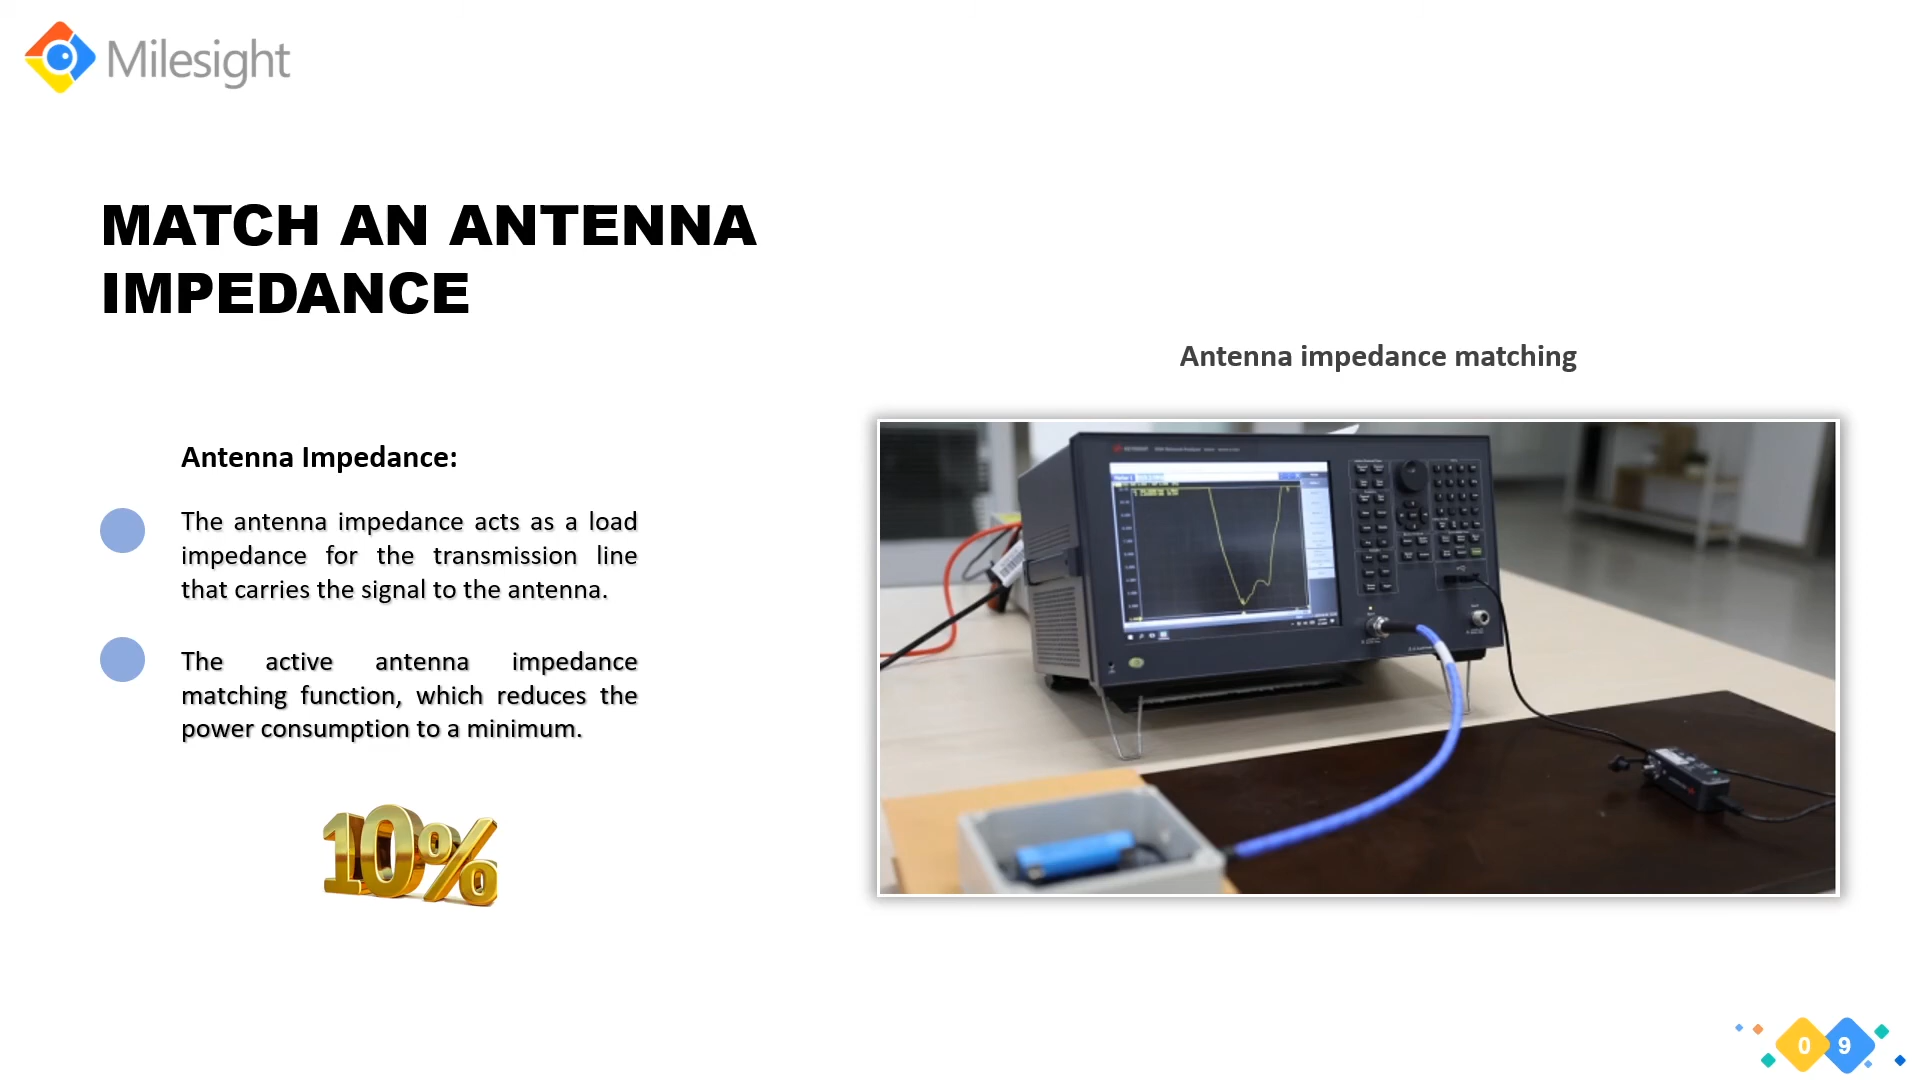 Milesight
MATCH AN ANTENNA
IMPEDANCE
Antenna impedance matching
Antenna Impedance:
The antenna impedance acts as a load
impedance for the transmission line
that carries the signal to the antenna.
The active antenna impedance
matching function, which reduces the
power consumption to a minimum.
10%
0 9